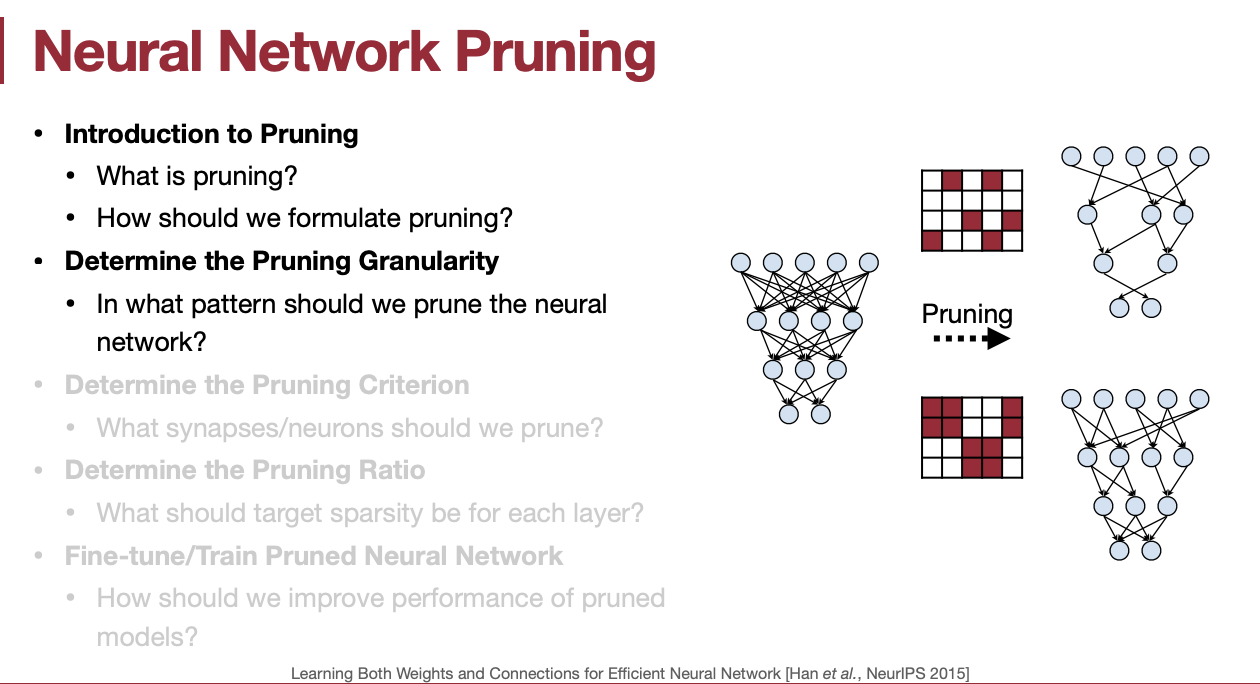 Neural Network Pruning
• Introduction to Pruning
• What is pruning?
• How should we formulate pruning?
• Determine the Pruning Granularity
• In what pattern should we prune the neural
network?
• Determine the Pruning Criterion
• What synapses/neurons should we prune?
• Determine the Pruning Ratio
• What should target sparsity be for each layer?
• Fine-tune/Train Pruned Neural Network
• How should we improve performance of pruned
models?
Pruning
Learning Both Weights and Connections for Efficient Neural Network [Han et al., NeurIPS 2015]